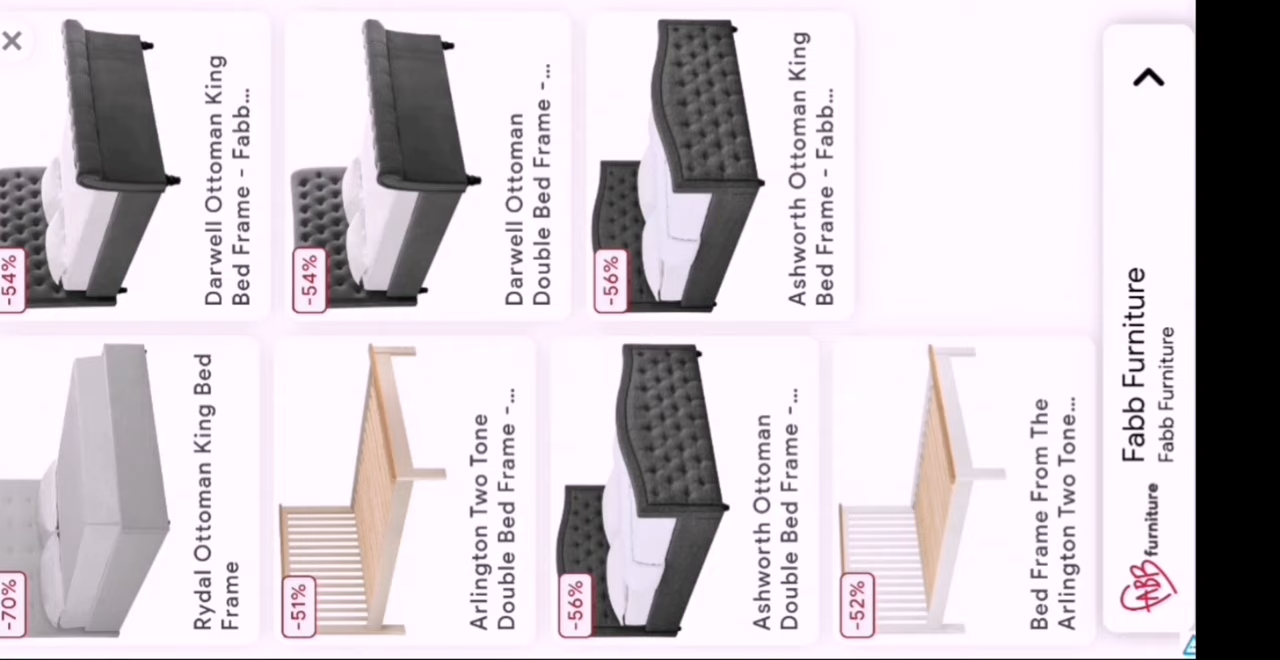 -70%
Rydal Ottoman King Bed
Frame
-54%
Darwell Ottoman King
Bed Frame - Fabb...
-51%
Arlington Two Tone
Double Bed Frame -...
-54%
Darwell Ottoman
Double Bed Frame -...
-56%
Ashworth Ottoman
Double Bed Frame -...
-56%
Ashworth Ottoman King
Bed Frame - Fabb...
-52%
Bed Frame From The
Arlington Two Tone...
FABB
furniture
Fabb Furniture
Fabb Furniture